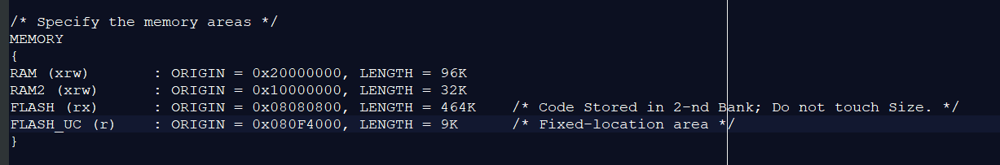 /* Specify the memory areas */
MEMORY
{
RAM (xrw)        : ORIGIN = 0x20000000, LENGTH = 96K
RAM2 (xrw)       : ORIGIN = 0x10000000, LENGTH = 32K
FLASH (rx)       : ORIGIN = 0x08080800, LENGTH = 464K    /* Code Stored in 2-nd Bank; Do not touch Size. */
FLASH_UC (r)     : ORIGIN = 0x080F4000, LENGTH = 9K      /* Fixed-location area */
}